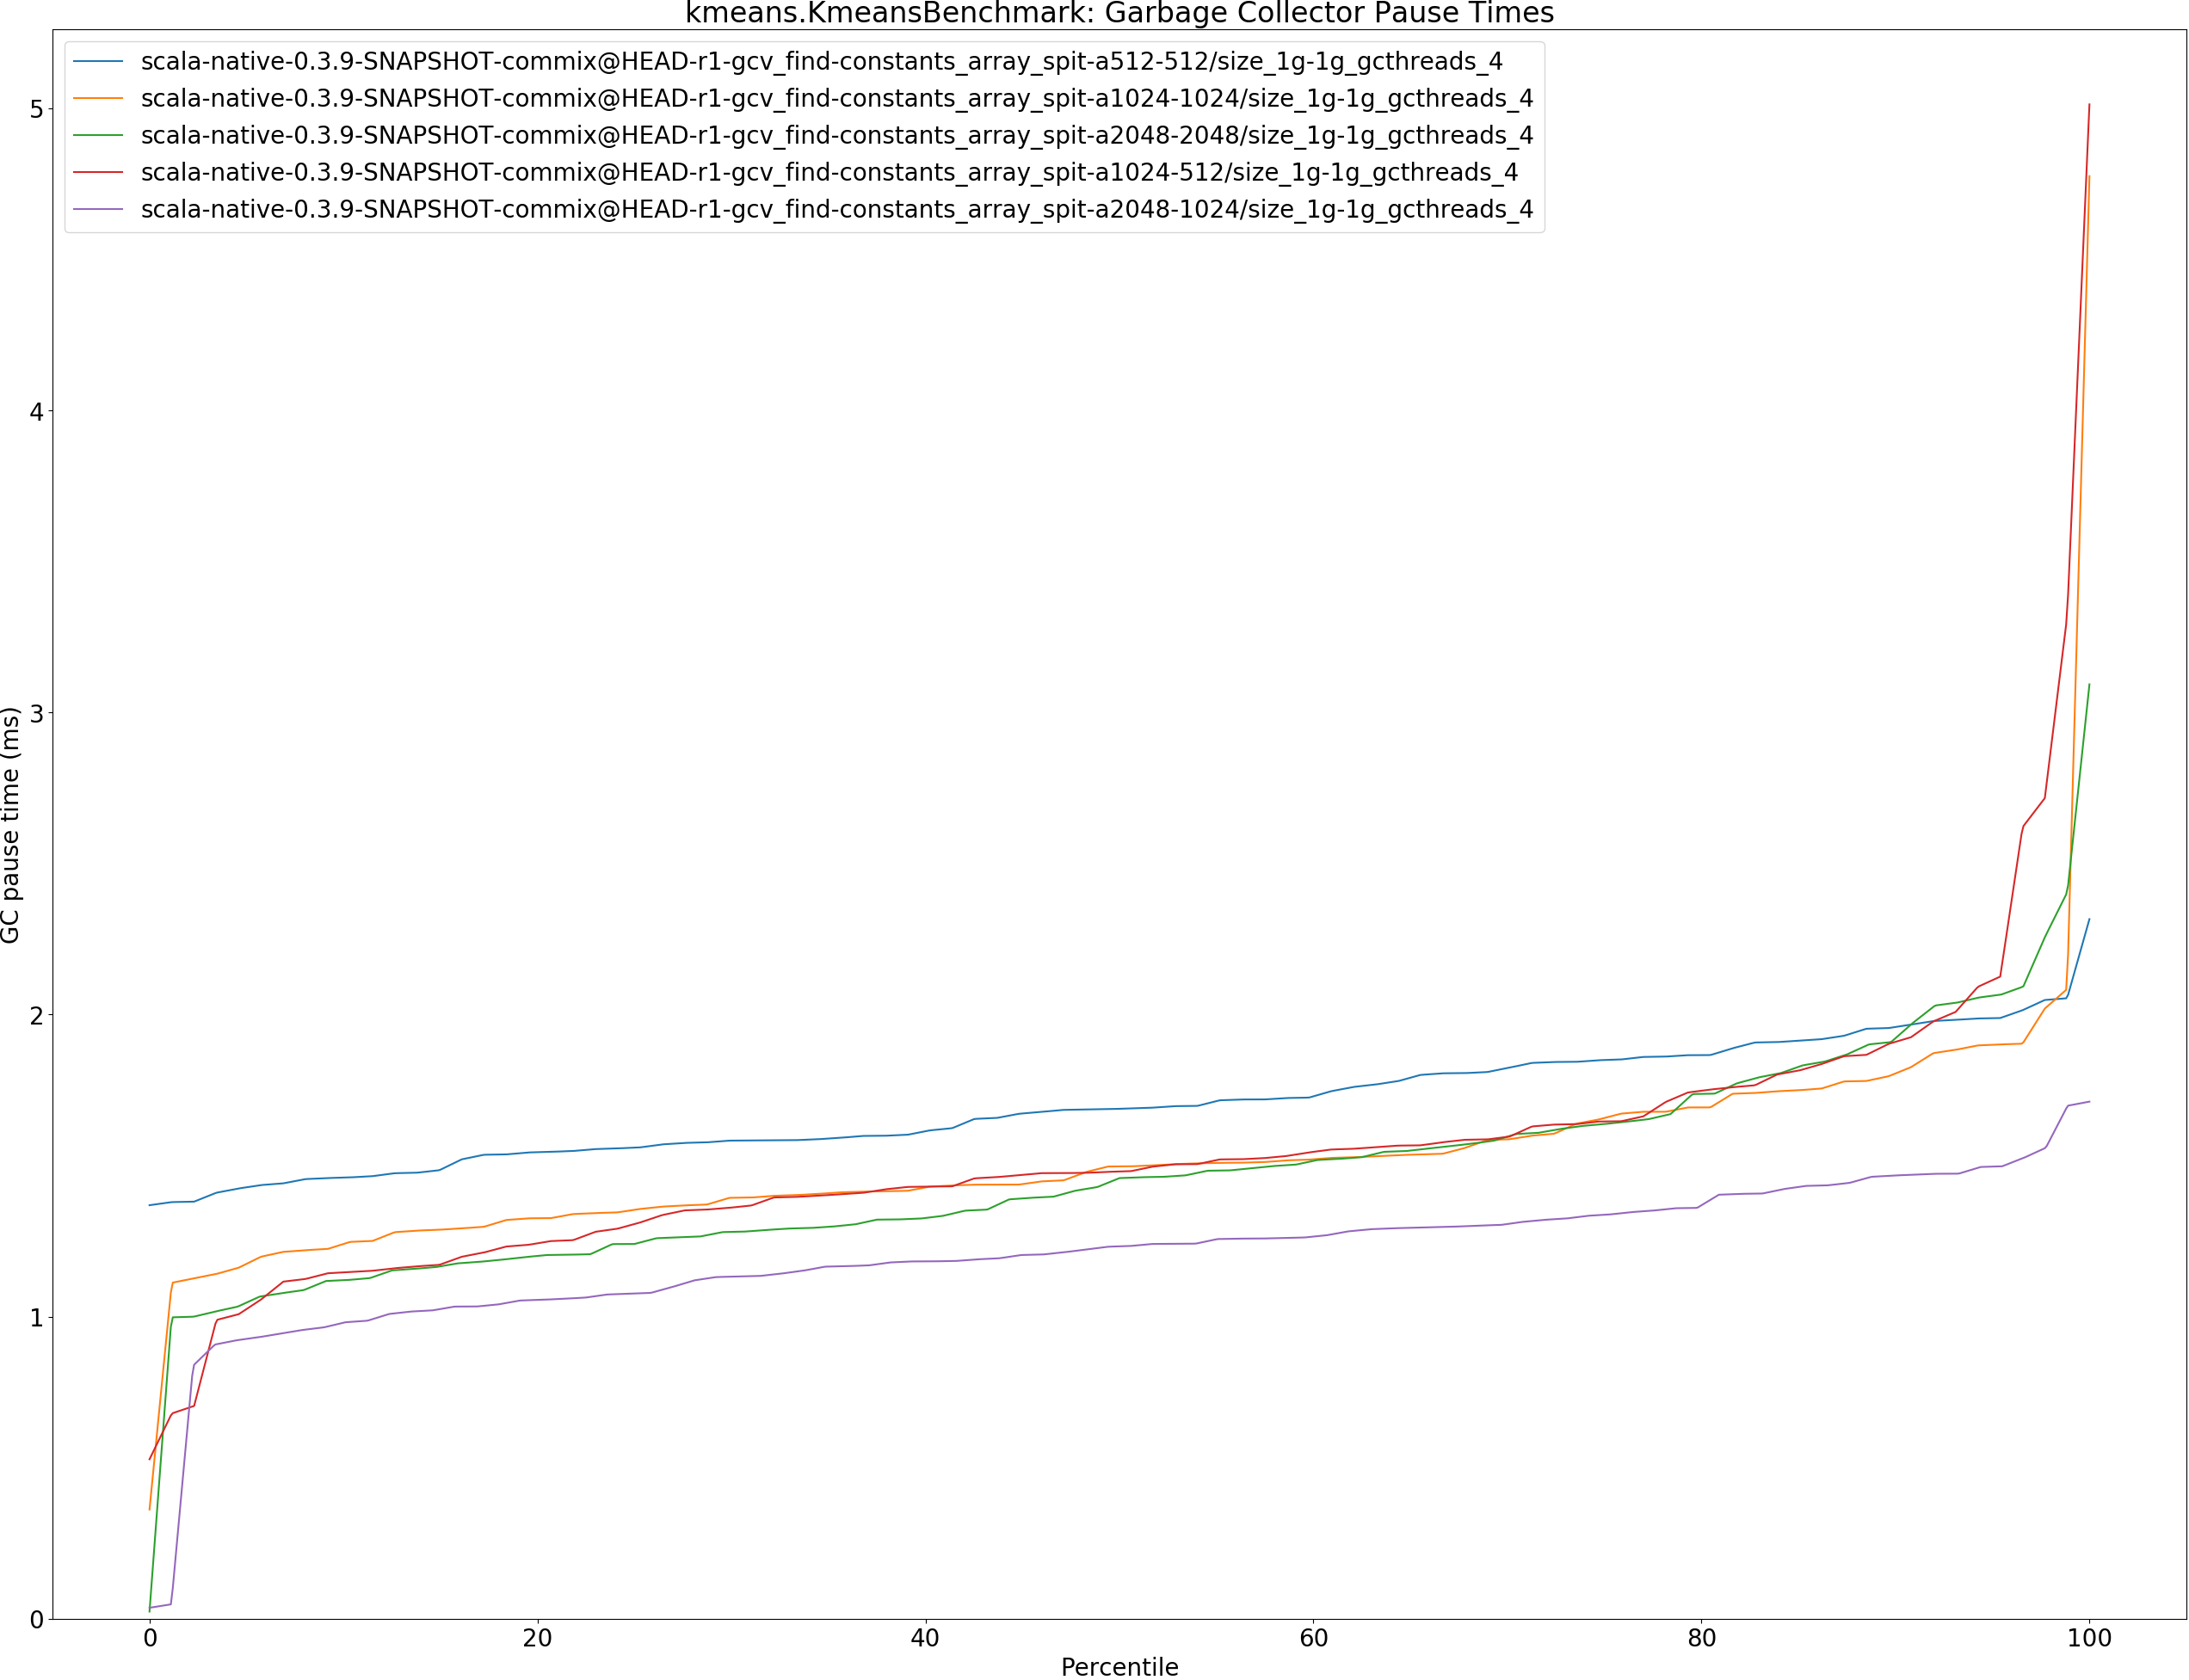 kmeans.KmeansBenchmark: Garbage Collector Pause Times
scala-native-0.3.9-SNAPSHOT-commix@HEAD-r1-gcv_find-constants_array_spit-a512-512/size_1g-1g_gcthreads_4
scala-native-0.3.9-SNAPSHOT-commix@HEAD-r1-gcv_find-constants_array_spit-a1024-1024/size_1g-1g_gcthreads_4
scala-native-0.3.9-SNAPSHOT-commix@HEAD-r1-gcv_find-constants_array_spit-a2048-2048/size_1g-1g_gcthreads_4
scala-native-0.3.9-SNAPSHOT-commix@HEAD-r1-gcv_find-constants_array_spit-a1024-512/size_1g-1g_gcthreads_4
scala-native-0.3.9-SNAPSHOT-commix@HEAD-r1-gcv_find-constants_array_spit-a2048-1024/size_1g-1g_gcthreads_4
5
4
3
2
1
0
GC pause time (ms)
0 20 40 60 80 100
Percentile